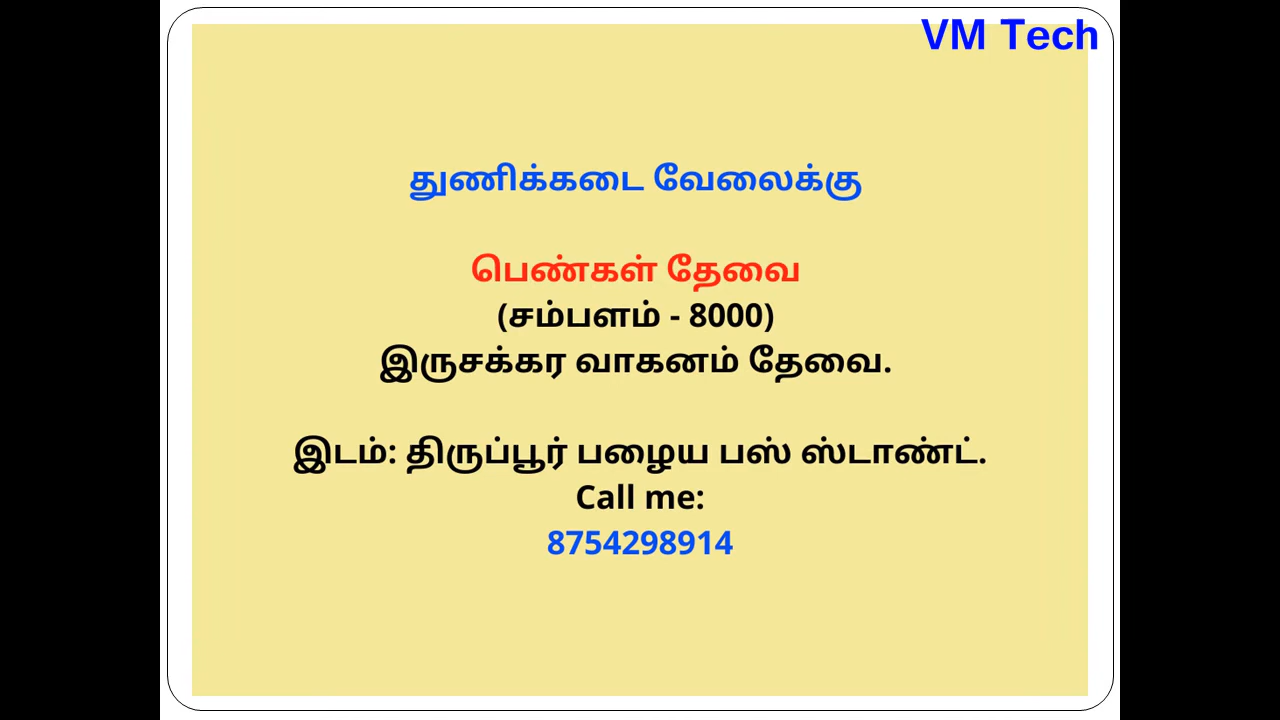 VM Tech
துணிக்கடை வேலைக்கு
பெண்கள் தேவை
(சம்பளம் - 8000)
இருசக்கர வாகனம் தேவை.
இடம்: திருப்பூர் பழைய பஸ் ஸ்டாண்ட்.
Call me:
8754298914